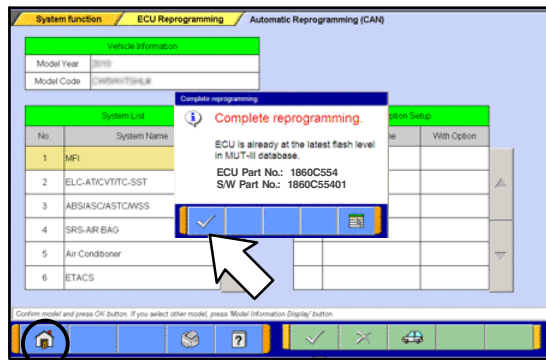 System function ECU Reprogramming Automatic Reprogramming (CAN)
Vehicle Information
Model Year 2010
Model Code
System List
No. System Name With Option
1 MFI
2 ELC-AT/CVT/TC-SST
3 ABS/ASC/ASTC/WSS
4 SRS-AIR BAG
5 Air Conditioner
6 ETACS
Complete reprogramming.
Complete reprogramming.
ECU is already at the latest flash level
in MUT-III database.
ECU Part No.: 1860C554
S/W Part No.: 1860C55401
Option Setup
Confirm model and press OK button. If you select other model, press 'Model Information Display' button.
?